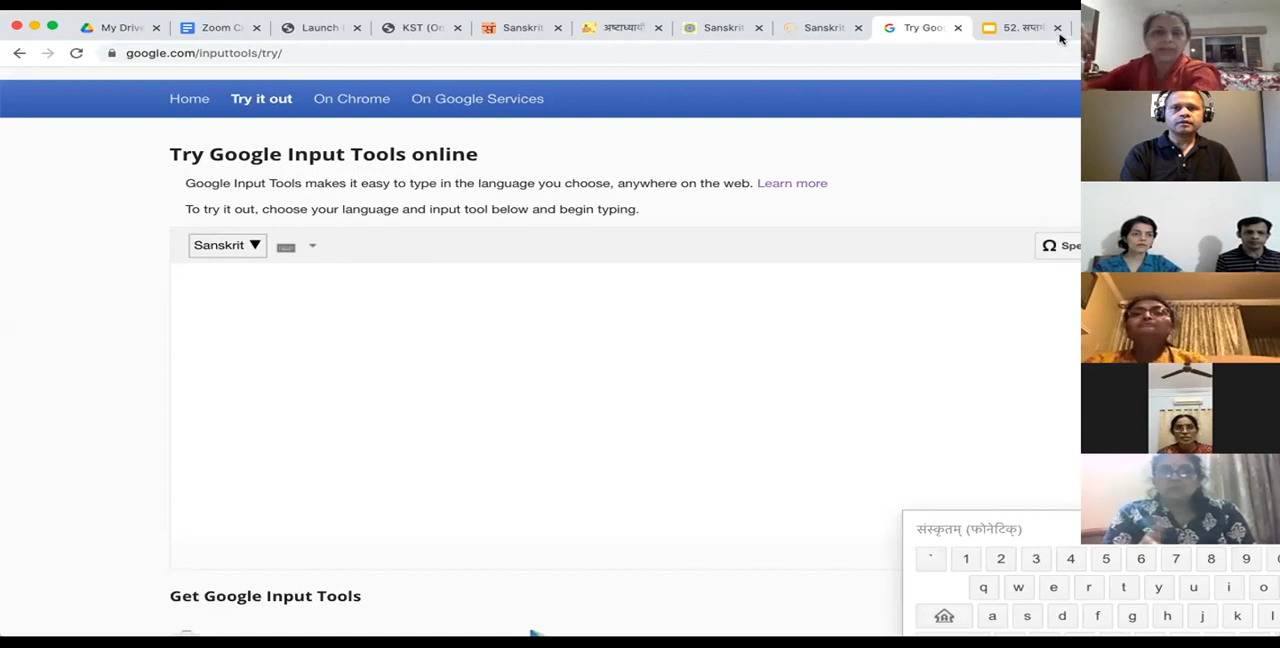 My Drive
Zoom C
Launch
KST (On
Sanskrit
अष्टाध्यायी
Sanskrit
Sanskrit
Try Goo
52. सप्तम
google.com/inputtools/try/
Home Try it out On Chrome On Google Services
Try Google Input Tools online
Google Input Tools makes it easy to type in the language you choose, anywhere on the web. Learn more
To try it out, choose your language and input tool below and begin typing.
Sanskrit ▼
Ω Spe
संस्कृतम् (फोनेटिक्)
` 1 2 3 4 5 6 7 8 9
q w e r t y u i o
a s d f g h j k l
Get Google Input Tools